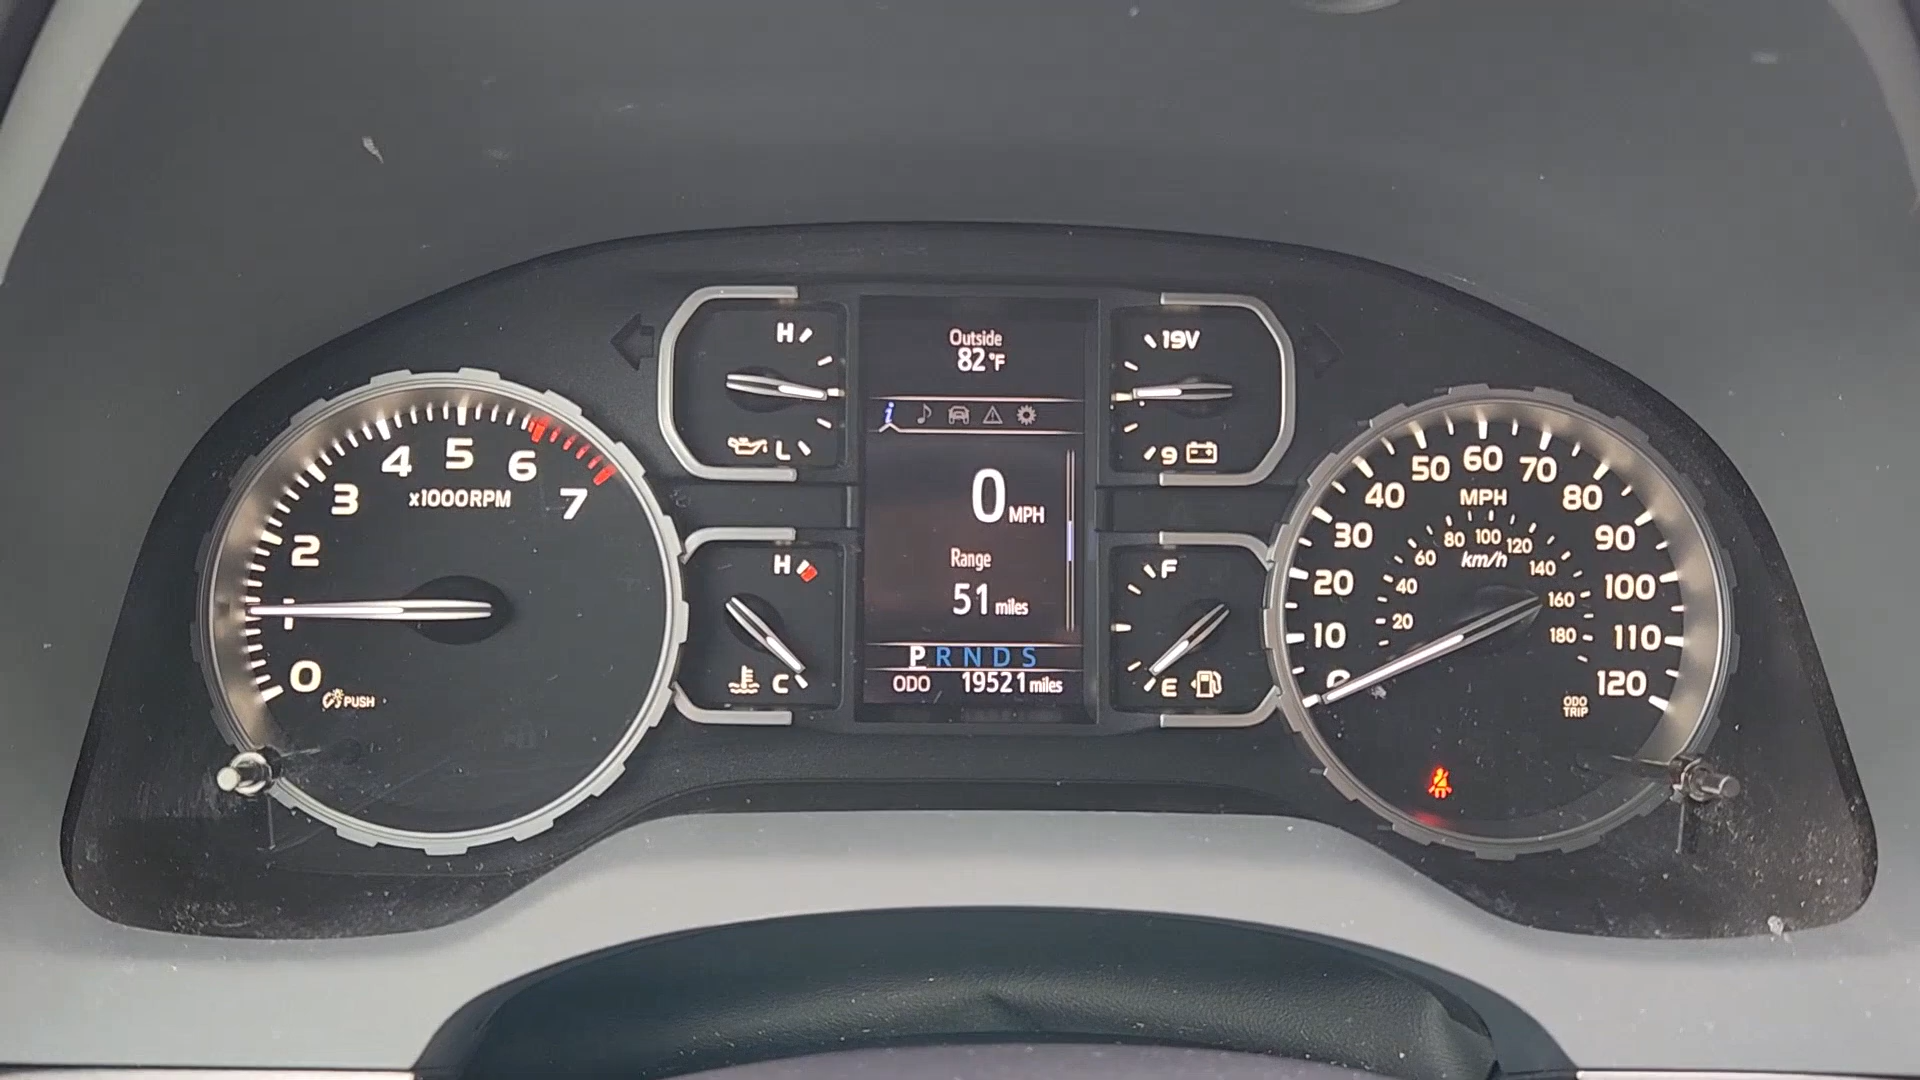 0
1
2
3
4
5
6
7
x1000RPM
PUSH
H
L
H
C
Outside
82°F
0 MPH
Range
51 miles
P R N D S
ODO 19521 miles
19V
9
F
E
0
10
20
30
40
50
60
70
80
90
100
110
120
MPH
20
40
60
80
100
120
140
160
180
km/h
ODO
TRIP